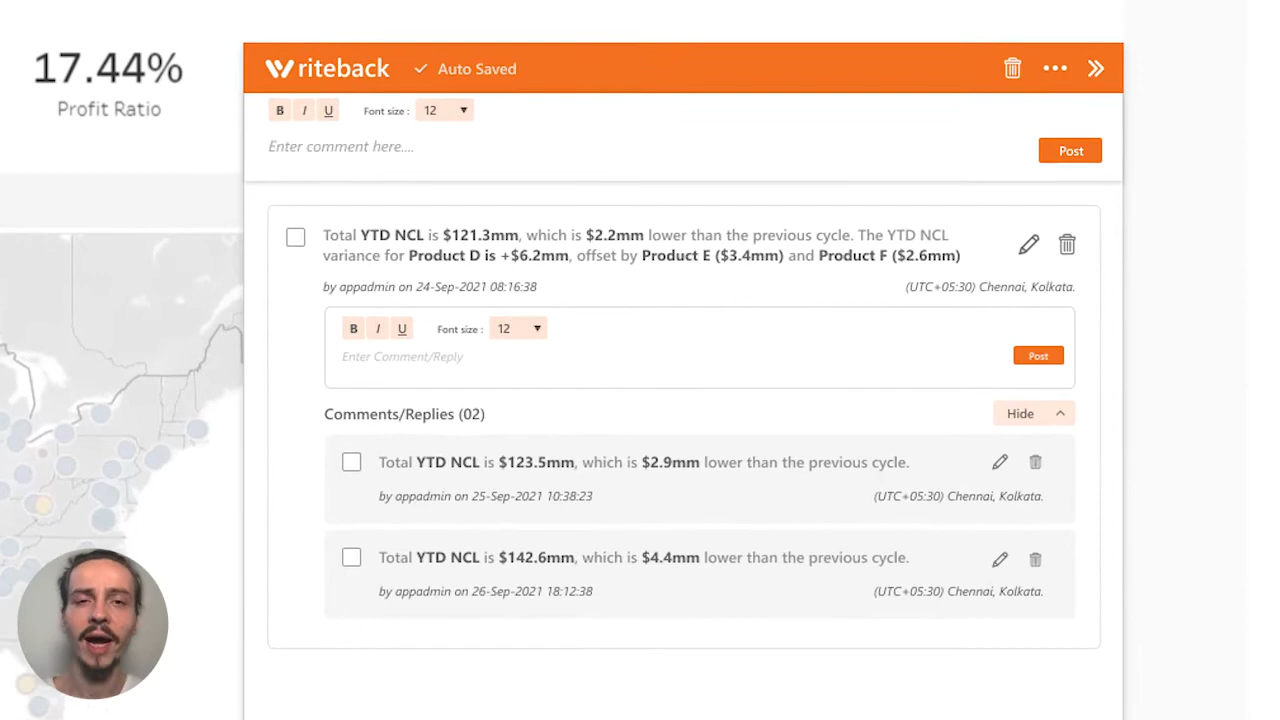 17.44%
Profit Ratio
Writeback ✓ Auto Saved •••
B I U Font size : 12
Enter comment here....
Post
Total YTD NCL is $121.3mm, which is $2.2mm lower than the previous cycle. The YTD NCL
variance for Product D is +$6.2mm, offset by Product E ($3.4mm) and Product F ($2.6mm)
by appadmin on 24-Sep-2021 08:16:38 (UTC+05:30) Chennai, Kolkata.
B I U Font size : 12
Enter Comment/Reply
Post
Comments/Replies (02) Hide
Total YTD NCL is $123.5mm, which is $2.9mm lower than the previous cycle.
by appadmin on 25-Sep-2021 10:38:23 (UTC+05:30) Chennai, Kolkata.
Total YTD NCL is $142.6mm, which is $4.4mm lower than the previous cycle.
by appadmin on 26-Sep-2021 18:12:38 (UTC+05:30) Chennai, Kolkata.